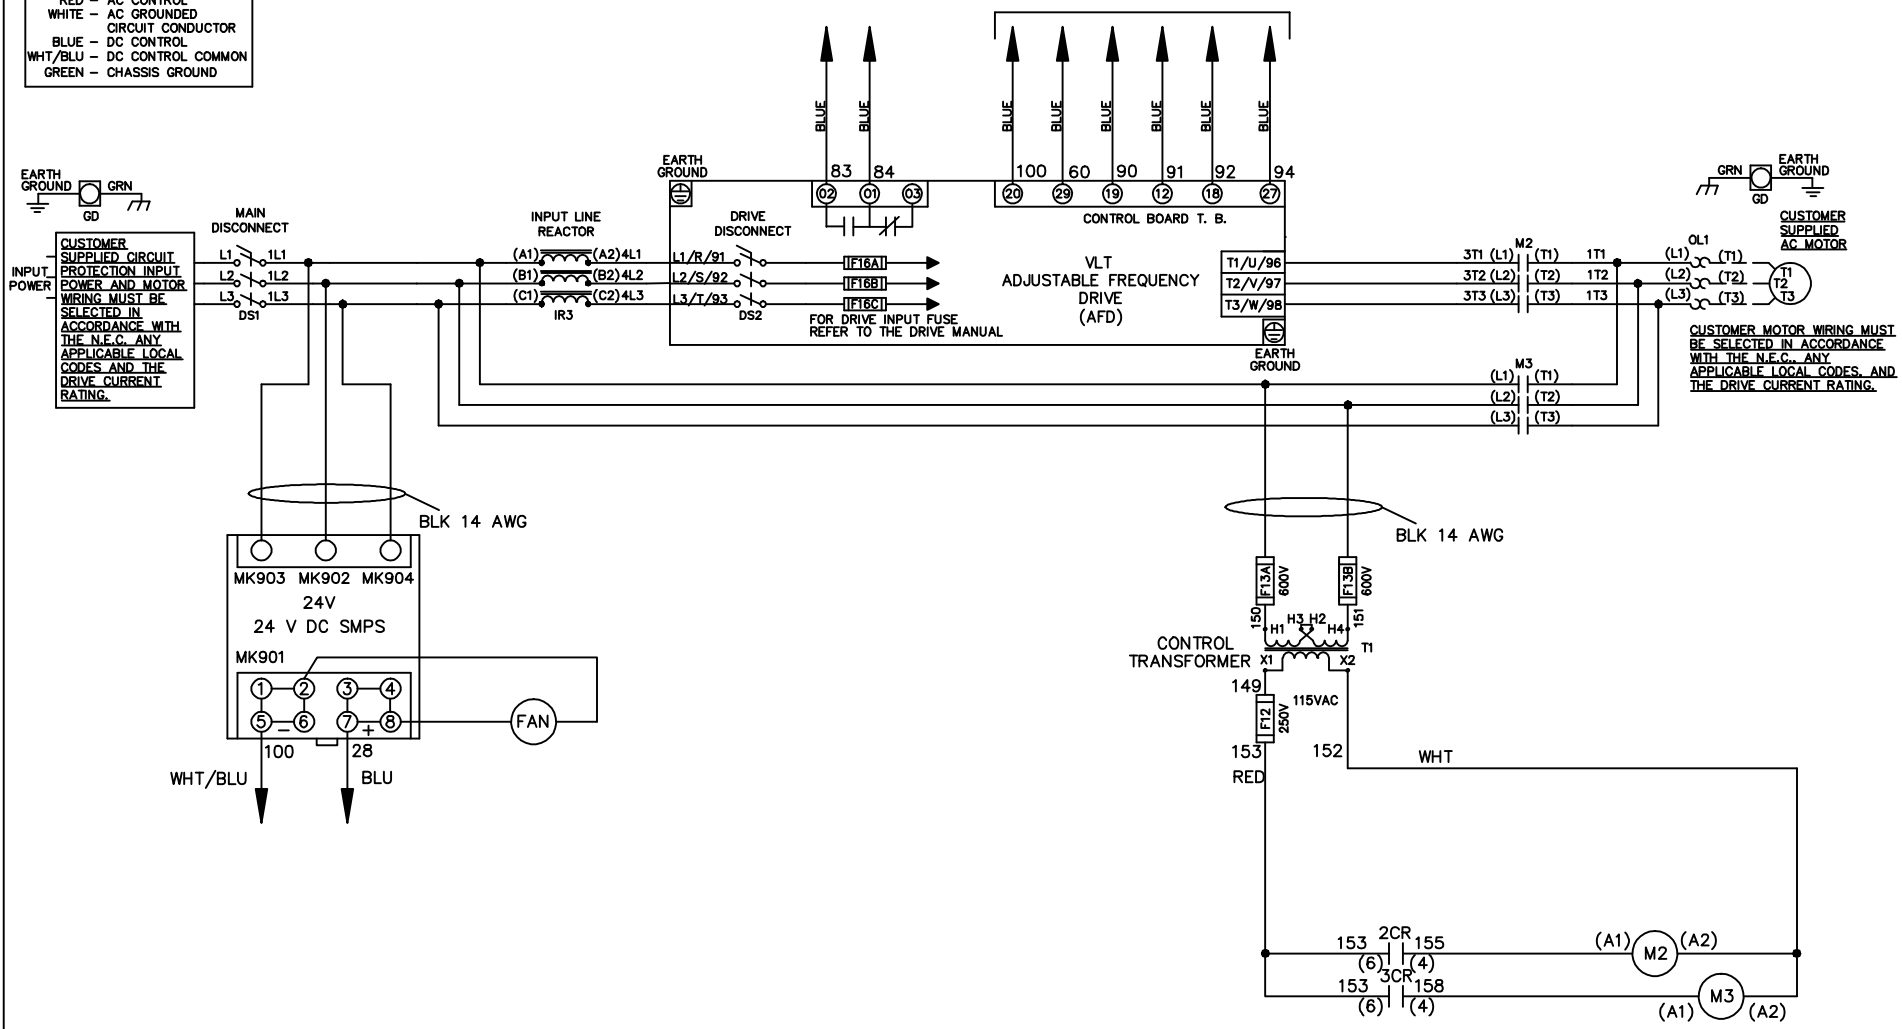 RED – AC CONTROL
WHITE – AC GROUNDED
CIRCUIT CONDUCTOR
BLUE – DC CONTROL
WHT/BLU – DC CONTROL COMMON
GREEN – CHASSIS GROUND
BLUE
BLUE
BLUE
BLUE
BLUE
BLUE
BLUE
BLUE
83 84
100 60 90 91 92 94
02 01 03
20 29 19 12 18 27
CONTROL BOARD T. B.
EARTH
GROUND
GRN
GD
EARTH
GROUND
GRN
EARTH
GROUND
GD
CUSTOMER
SUPPLIED
AC MOTOR
INPUT
POWER
CUSTOMER
SUPPLIED CIRCUIT
PROTECTION INPUT
POWER AND MOTOR
WIRING MUST BE
SELECTED IN
ACCORDANCE WITH
THE N.E.C. ANY
APPLICABLE LOCAL
CODES AND THE
DRIVE CURRENT
RATING.
MAIN
DISCONNECT
L1 1L1
L2 1L2
L3 1L3
DS1
INPUT LINE
REACTOR
(A1) (A2) 4L1
(B1) (B2) 4L2
(C1) (C2) 4L3
IR3
DRIVE
DISCONNECT
L1/R/91
L2/S/92
L3/T/93
DS2
F16A
F16B
F16C
FOR DRIVE INPUT FUSE
REFER TO THE DRIVE MANUAL
VLT
ADJUSTABLE FREQUENCY
DRIVE
(AFD)
T1/U/96
T2/V/97
T3/W/98
EARTH
GROUND
M2
3T1 (L1) (T1) 1T1
3T2 (L2) (T2) 1T2
3T3 (L3) (T3) 1T3
OL1
(L1) (T1)
(L2) (T2)
(L3) (T3)
T1
T2
T3
CUSTOMER MOTOR WIRING MUST
BE SELECTED IN ACCORDANCE
WITH THE N.E.C., ANY
APPLICABLE LOCAL CODES, AND
THE DRIVE CURRENT RATING.
M3
(L1) (T1)
(L2) (T2)
(L3) (T3)
BLK 14 AWG
BLK 14 AWG
MK903 MK902 MK904
24V
24 V DC SMPS
MK901
1 2 3 4
5 6 7 8
– +
FAN
100 28
WHT/BLU BLU
F13A
600V
F13B
600V
150
151
H1 H3 H2 H4
T1
CONTROL
TRANSFORMER
X1 X2
149
115VAC
F12
250V
153 152
RED
WHT
2CR
153 155
(6) (4)
(A1) M2 (A2)
3CR
153 158
(6) (4)
(A1) M3 (A2)